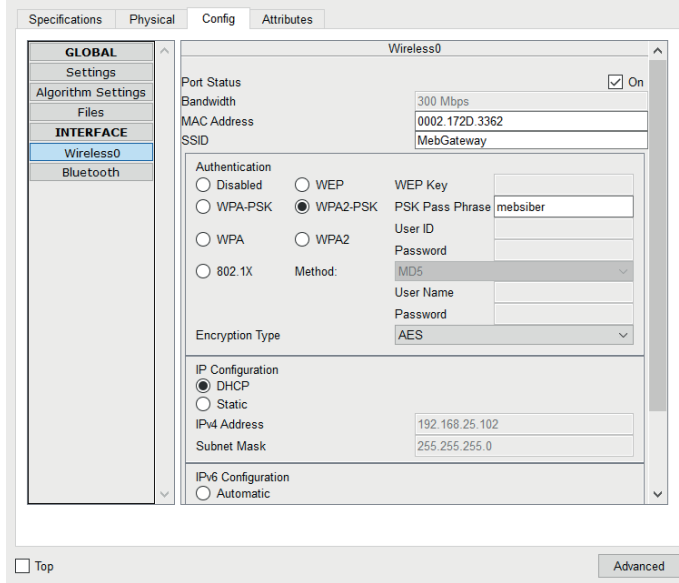 Specifications Physical Config Attributes
GLOBAL
Settings
Algorithm Settings
Files
INTERFACE
Wireless0
Bluetooth
Wireless0
Port Status On
Bandwidth 300 Mbps
MAC Address 0002.172D.3362
SSID MebGateway
Authentication
Disabled WEP WEP Key
WPA-PSK WPA2-PSK PSK Pass Phrase mebsiber
User ID
WPA WPA2
Password
802.1X Method: MD5
User Name
Password
Encryption Type AES
IP Configuration
DHCP
Static
IPv4 Address 192.168.25.102
Subnet Mask 255.255.255.0
IPv6 Configuration
Automatic
Top Advanced